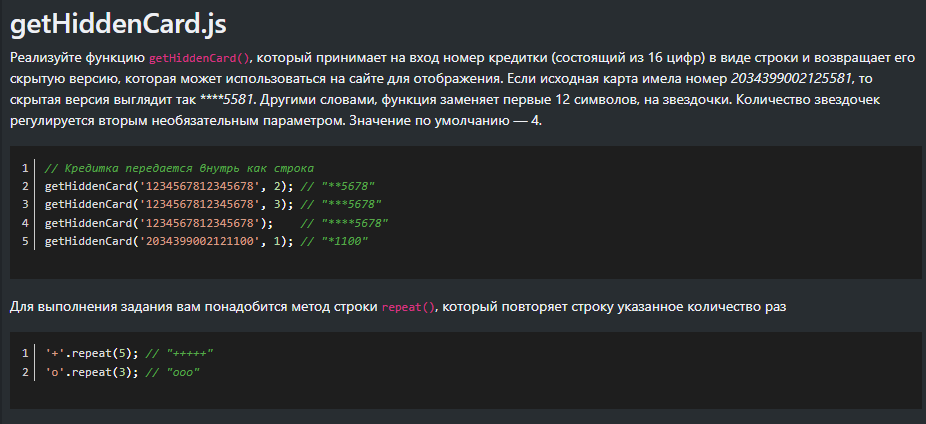 getHiddenCard.js
Реализуйте функцию getHiddenCard(), который принимает на вход номер кредитки (состоящий из 16 цифр) в виде строки и возвращает его
скрытую версию, которая может использоваться на сайте для отображения. Если исходная карта имела номер 2034399002125581, то
скрытая версия выглядит так ****5581. Другими словами, функция заменяет первые 12 символов, на звездочки. Количество звездочек
регулируется вторым необязательным параметром. Значение по умолчанию — 4.
1 // Кредитка передается внутрь как строка
2 getHiddenCard('1234567812345678', 2); // "**5678"
3 getHiddenCard('1234567812345678', 3); // "***5678"
4 getHiddenCard('1234567812345678'); // "****5678"
5 getHiddenCard('2034399002121100', 1); // "*1100"
Для выполнения задания вам понадобится метод строки repeat(), который повторяет строку указанное количество раз
1 '+'.repeat(5); // "+++++"
2 'o'.repeat(3); // "ooo"